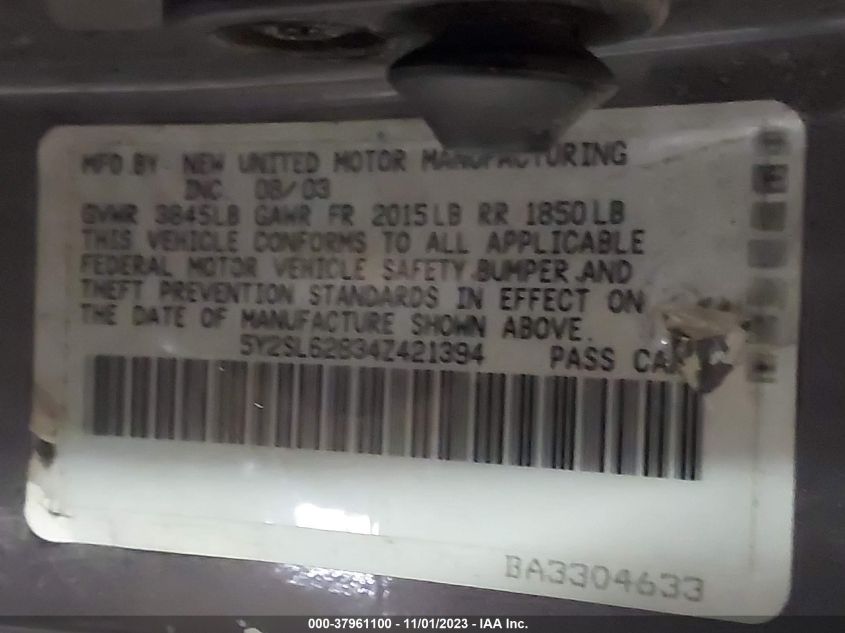 MFD BY NEW UNITED MOTOR MANUFACTURING
INC. 08/03
GVWR 3845LB GAWR FR 2015LB RR 1850LB
THIS VEHICLE CONFORMS TO ALL APPLICABLE
FEDERAL MOTOR VEHICLE SAFETY,BUMPER,AND
THEFT PREVENTION STANDARDS IN EFFECT ON
THE DATE OF MANUFACTURE SHOWN ABOVE.
5Y2SL62834Z421394 PASS CAR
BA3304633
000-37961100 - 11/01/2023 - IAA Inc.